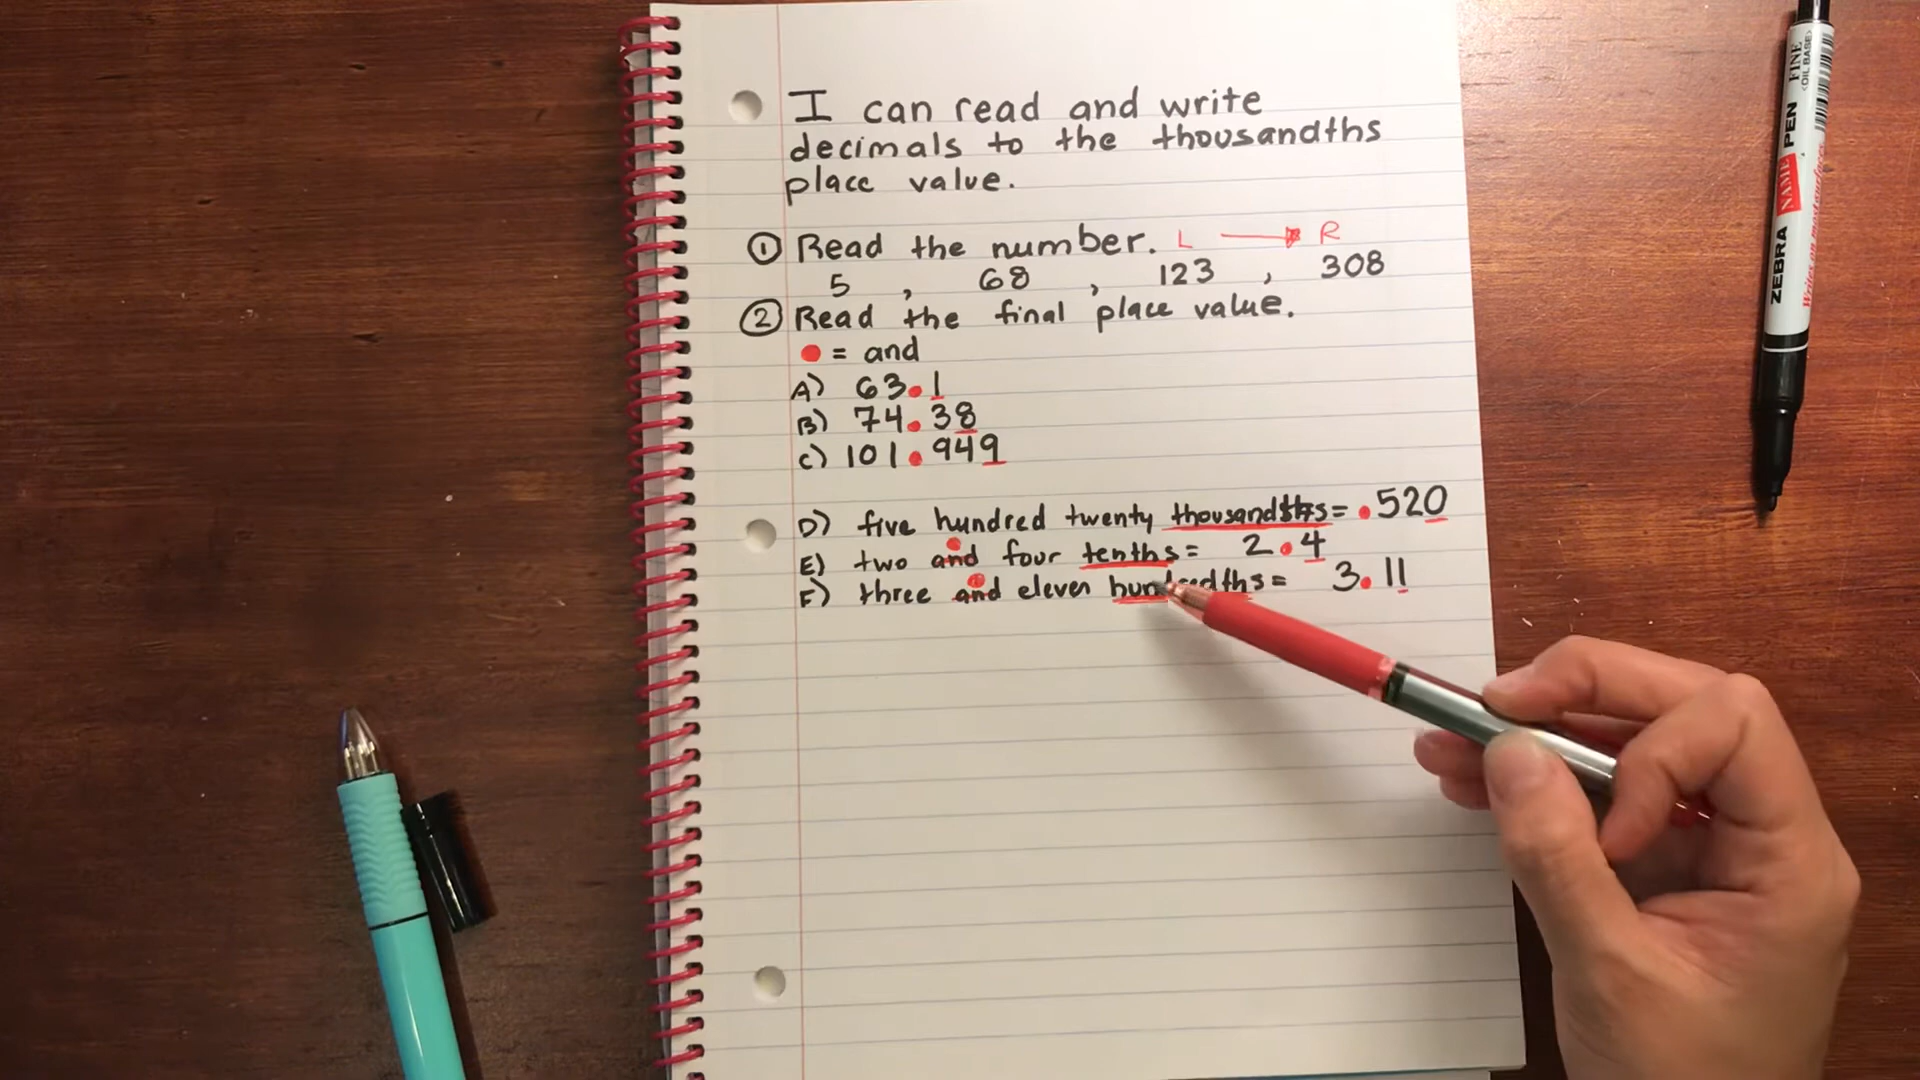 I can read and write
decimals to the thousandths
place value.
① Read the number. L → R
5 , 68 , 123 , 308
② Read the final place value.
● = and
A) 63.1
B) 74.38
C) 101.949
D) five hundred twenty thousandths = .520
E) two and four tenths = 2.4
F) three and eleven hundredths = 3.11
ZEBRA NAME PEN FINE
(OIL BASE)